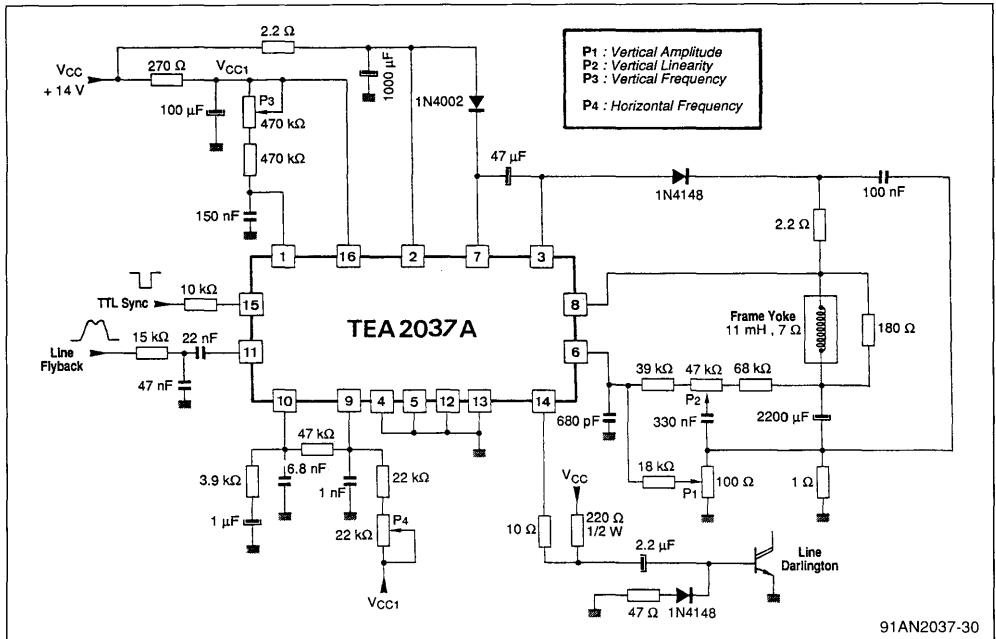 2.2 Ω
VCC
+ 14 V
270 Ω
VCC1
100 µF
P3
470 kΩ
470 kΩ
150 nF
1000 µF
1N4002
47 µF
1N4148
100 nF
2.2 Ω
P1 : Vertical Amplitude
P2 : Vertical Linearity
P3 : Vertical Frequency
P4 : Horizontal Frequency
1
16
2
7
3
TTL Sync
10 kΩ
15
TEA 2037A
8
Frame Yoke
11 mH , 7 Ω
180 Ω
Line
Flyback
15 kΩ
22 nF
11
47 nF
6
39 kΩ
47 kΩ
68 kΩ
P2
680 pF
330 nF
2200 µF
10
9
4
5
12
13
14
47 kΩ
3.9 kΩ
6.8 nF
1 nF
22 kΩ
1 µF
22 kΩ
P4
VCC1
18 kΩ
P1
100 Ω
1 Ω
VCC
10 Ω
220 Ω
1/2 W
2.2 µF
Line
Darlington
47 Ω
1N4148
91AN2037-30